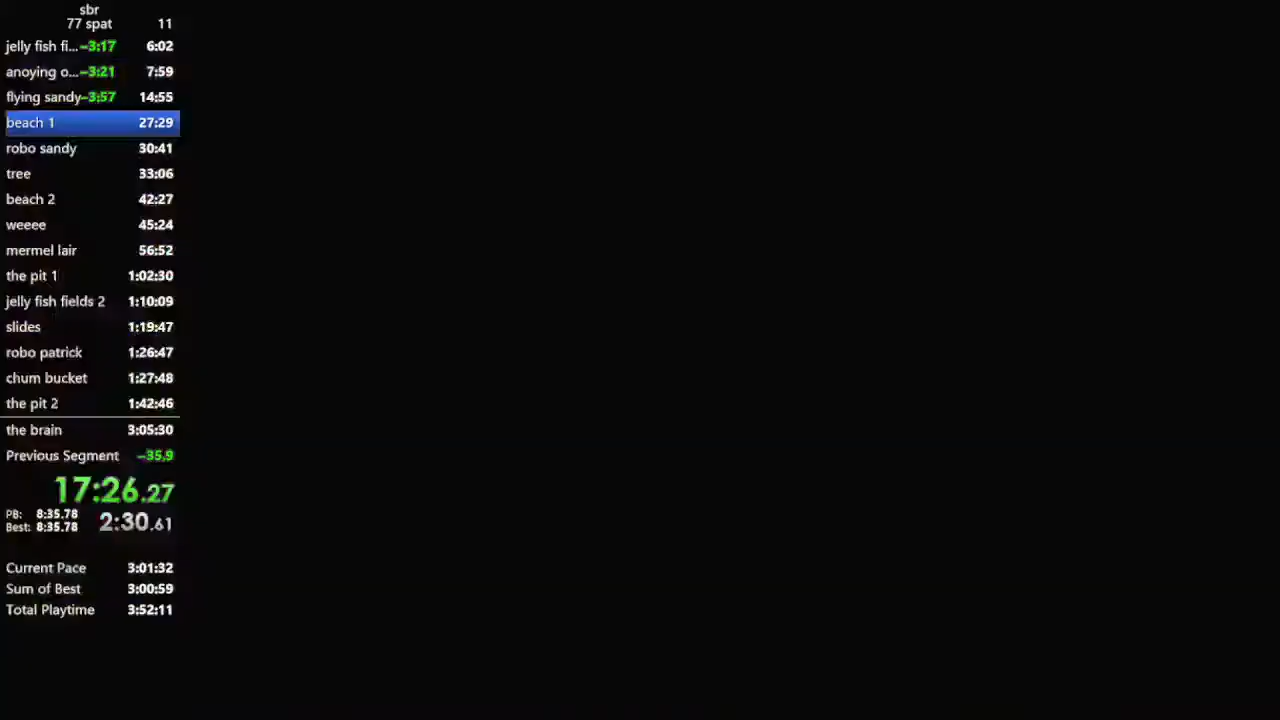 sbr
77 spat 11
jelly fish fi... −3:17 6:02
anoying o... −3:21 7:59
flying sandy −3:57 14:55
beach 1 27:29
robo sandy 30:41
tree 33:06
beach 2 42:27
weeee 45:24
mermel lair 56:52
the pit 1 1:02:30
jelly fish fields 2 1:10:09
slides 1:19:47
robo patrick 1:26:47
chum bucket 1:27:48
the pit 2 1:42:46
the brain 3:05:30
Previous Segment −35.9
17:26.27
PB: 8:35.78
Best: 8:35.78 2:30.61
Current Pace 3:01:32
Sum of Best 3:00:59
Total Playtime 3:52:11